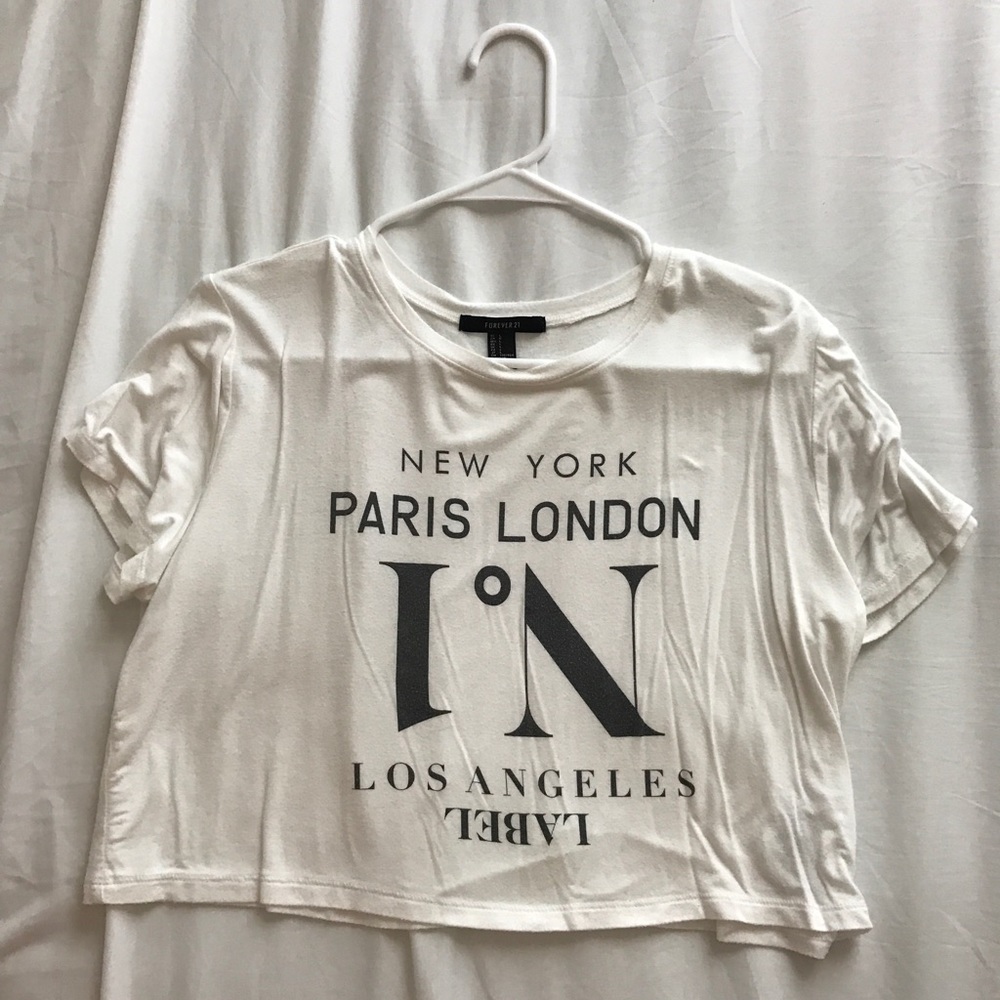 FOREVER 21
NEW YORK
PARIS LONDON
1°N
LOS ANGELES
LABEL